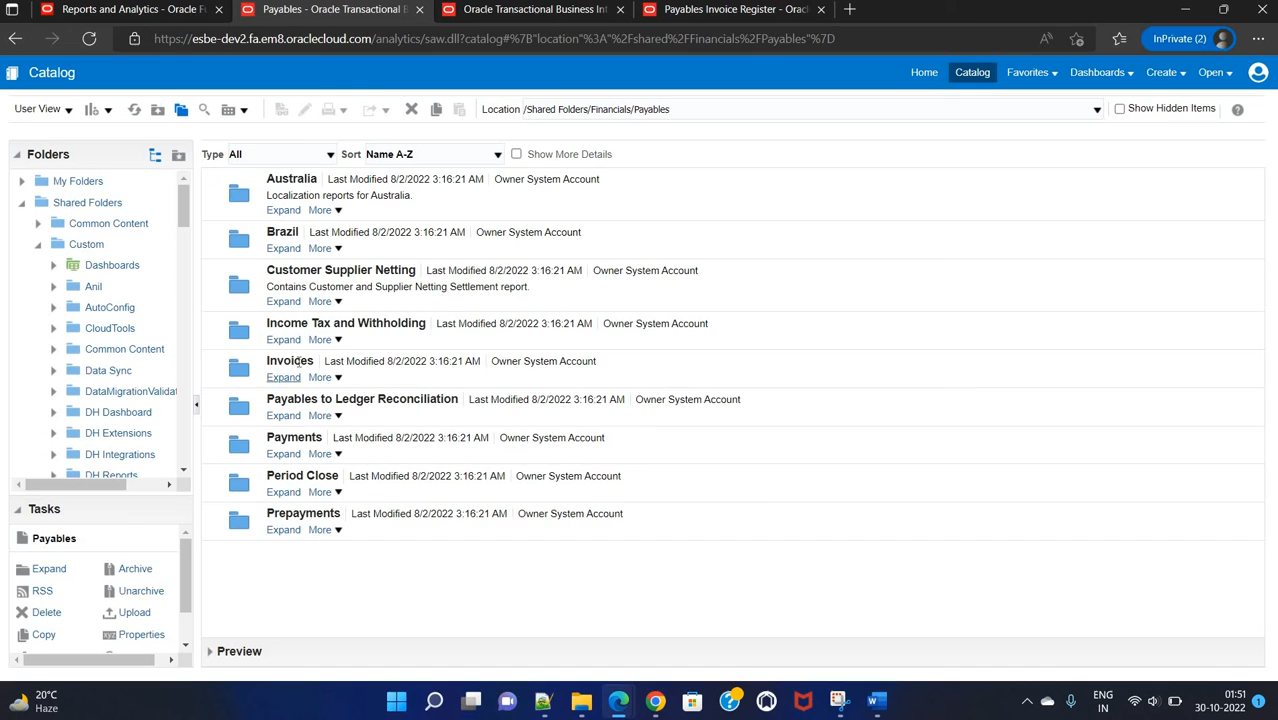 Reports and Analytics - Oracle Fu
Payables - Oracle Transactional B
Oracle Transactional Business Int
Payables Invoice Register - Oracl
https://esbe-dev2.fa.em8.oraclecloud.com/analytics/saw.dll?catalog#%7B"location"%3A"%2Fshared%2FFinancials%2FPayables"%7D
InPrivate (2)
Catalog
Home
Catalog
Favorites
Dashboards
Create
Open
User View
Location /Shared Folders/Financials/Payables
Show Hidden Items
Folders
Type All
Sort Name A-Z
Show More Details
My Folders
Shared Folders
Common Content
Custom
Dashboards
Anil
AutoConfig
CloudTools
Common Content
Data Sync
DataMigrationValidat
DH Dashboard
DH Extensions
DH Integrations
DH Reports
Australia Last Modified 8/2/2022 3:16:21 AM Owner System Account
Localization reports for Australia.
Expand More
Brazil Last Modified 8/2/2022 3:16:21 AM Owner System Account
Expand More
Customer Supplier Netting Last Modified 8/2/2022 3:16:21 AM Owner System Account
Contains Customer and Supplier Netting Settlement report.
Expand More
Income Tax and Withholding Last Modified 8/2/2022 3:16:21 AM Owner System Account
Expand More
Invoices Last Modified 8/2/2022 3:16:21 AM Owner System Account
Expand More
Payables to Ledger Reconciliation Last Modified 8/2/2022 3:16:21 AM Owner System Account
Expand More
Payments Last Modified 8/2/2022 3:16:21 AM Owner System Account
Expand More
Period Close Last Modified 8/2/2022 3:16:21 AM Owner System Account
Expand More
Prepayments Last Modified 8/2/2022 3:16:21 AM Owner System Account
Expand More
Tasks
Payables
Expand
Archive
RSS
Unarchive
Delete
Upload
Copy
xyz Properties
Preview
20°C
Haze
ENG
IN
01:51
30-10-2022